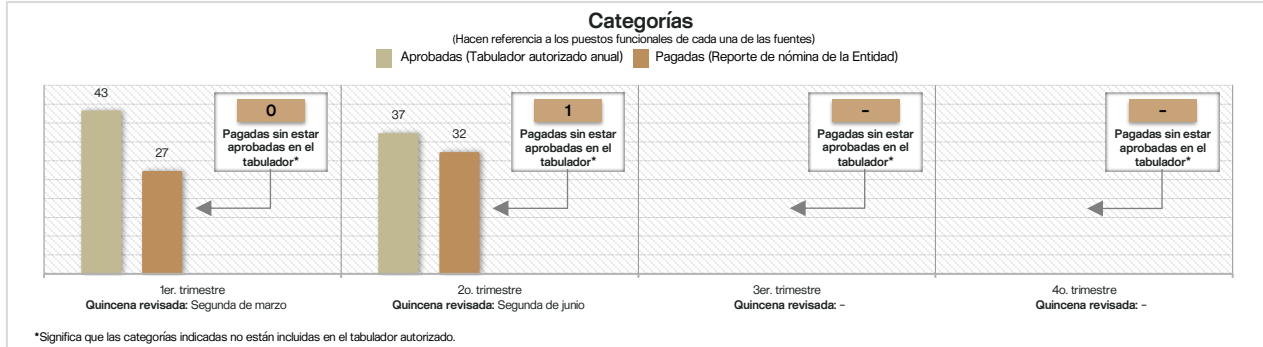 Categorías
(Hacen referencia a los puestos funcionales de cada una de las fuentes)
Aprobadas (Tabulador autorizado anual)
Pagadas (Reporte de nómina de la Entidad)
43
27
0
Pagadas sin estar
aprobadas en el
tabulador*
37
32
1
Pagadas sin estar
aprobadas en el
tabulador*
-
Pagadas sin estar
aprobadas en el
tabulador*
-
Pagadas sin estar
aprobadas en el
tabulador*
1er. trimestre
Quincena revisada: Segunda de marzo
2o. trimestre
Quincena revisada: Segunda de junio
3er. trimestre
Quincena revisada: -
4o. trimestre
Quincena revisada: -
*Significa que las categorías indicadas no están incluidas en el tabulador autorizado.